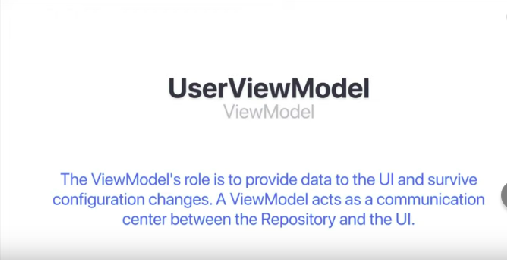 UserViewModel
ViewModel
The ViewModel's role is to provide data to the UI and survive
configuration changes. A ViewModel acts as a communication
center between the Repository and the UI.